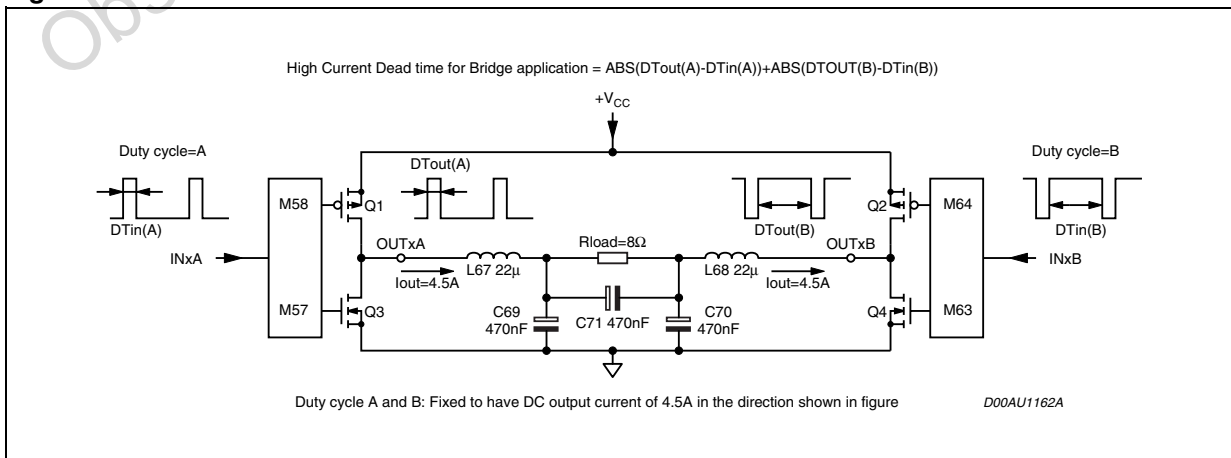 High Current Dead time for Bridge application = ABS(DTout(A)-DTin(A))+ABS(DTOUT(B)-DTin(B))
+VCC
Duty cycle=A
DTout(A)
Duty cycle=B
M58
Q1
DTin(A)
DTout(B)
Q2
M64
DTin(B)
INxA
OUTxA
Rload=8Ω
OUTxB
INxB
L67 22μ
L68 22μ
Iout=4.5A
Iout=4.5A
M57
Q3
C69
470nF
C71 470nF
C70
470nF
Q4
M63
Duty cycle A and B: Fixed to have DC output current of 4.5A in the direction shown in figure
D00AU1162A